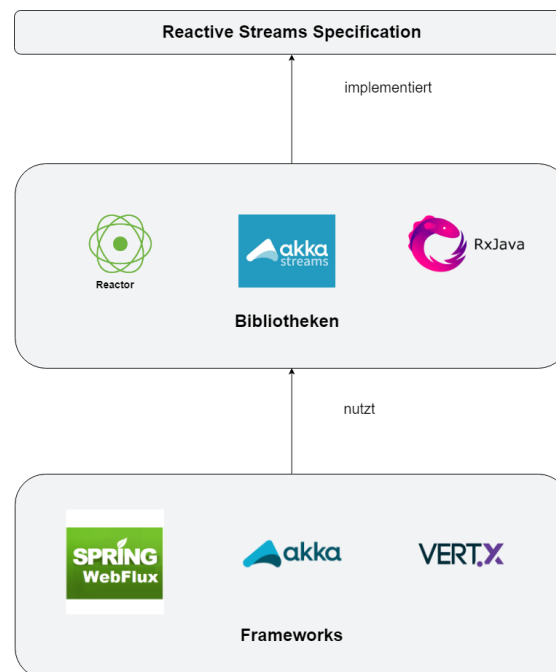 Reactive Streams Specification
implementiert
Reactor
akka
streams
RxJava
Bibliotheken
nutzt
SPRING
WebFlux
akka
VERT.X
Frameworks